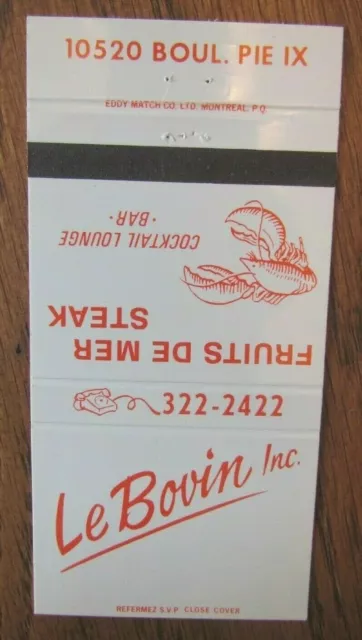 10520 BOUL. PIE IX
EDDY MATCH CO. LTD. MONTREAL, P.Q.
FRUITS DE MER
STEAK
COCKTAIL LOUNGE
·BAR·
322-2422
Le Bovin Inc.
REFERMEZ S.V.P. CLOSE COVER